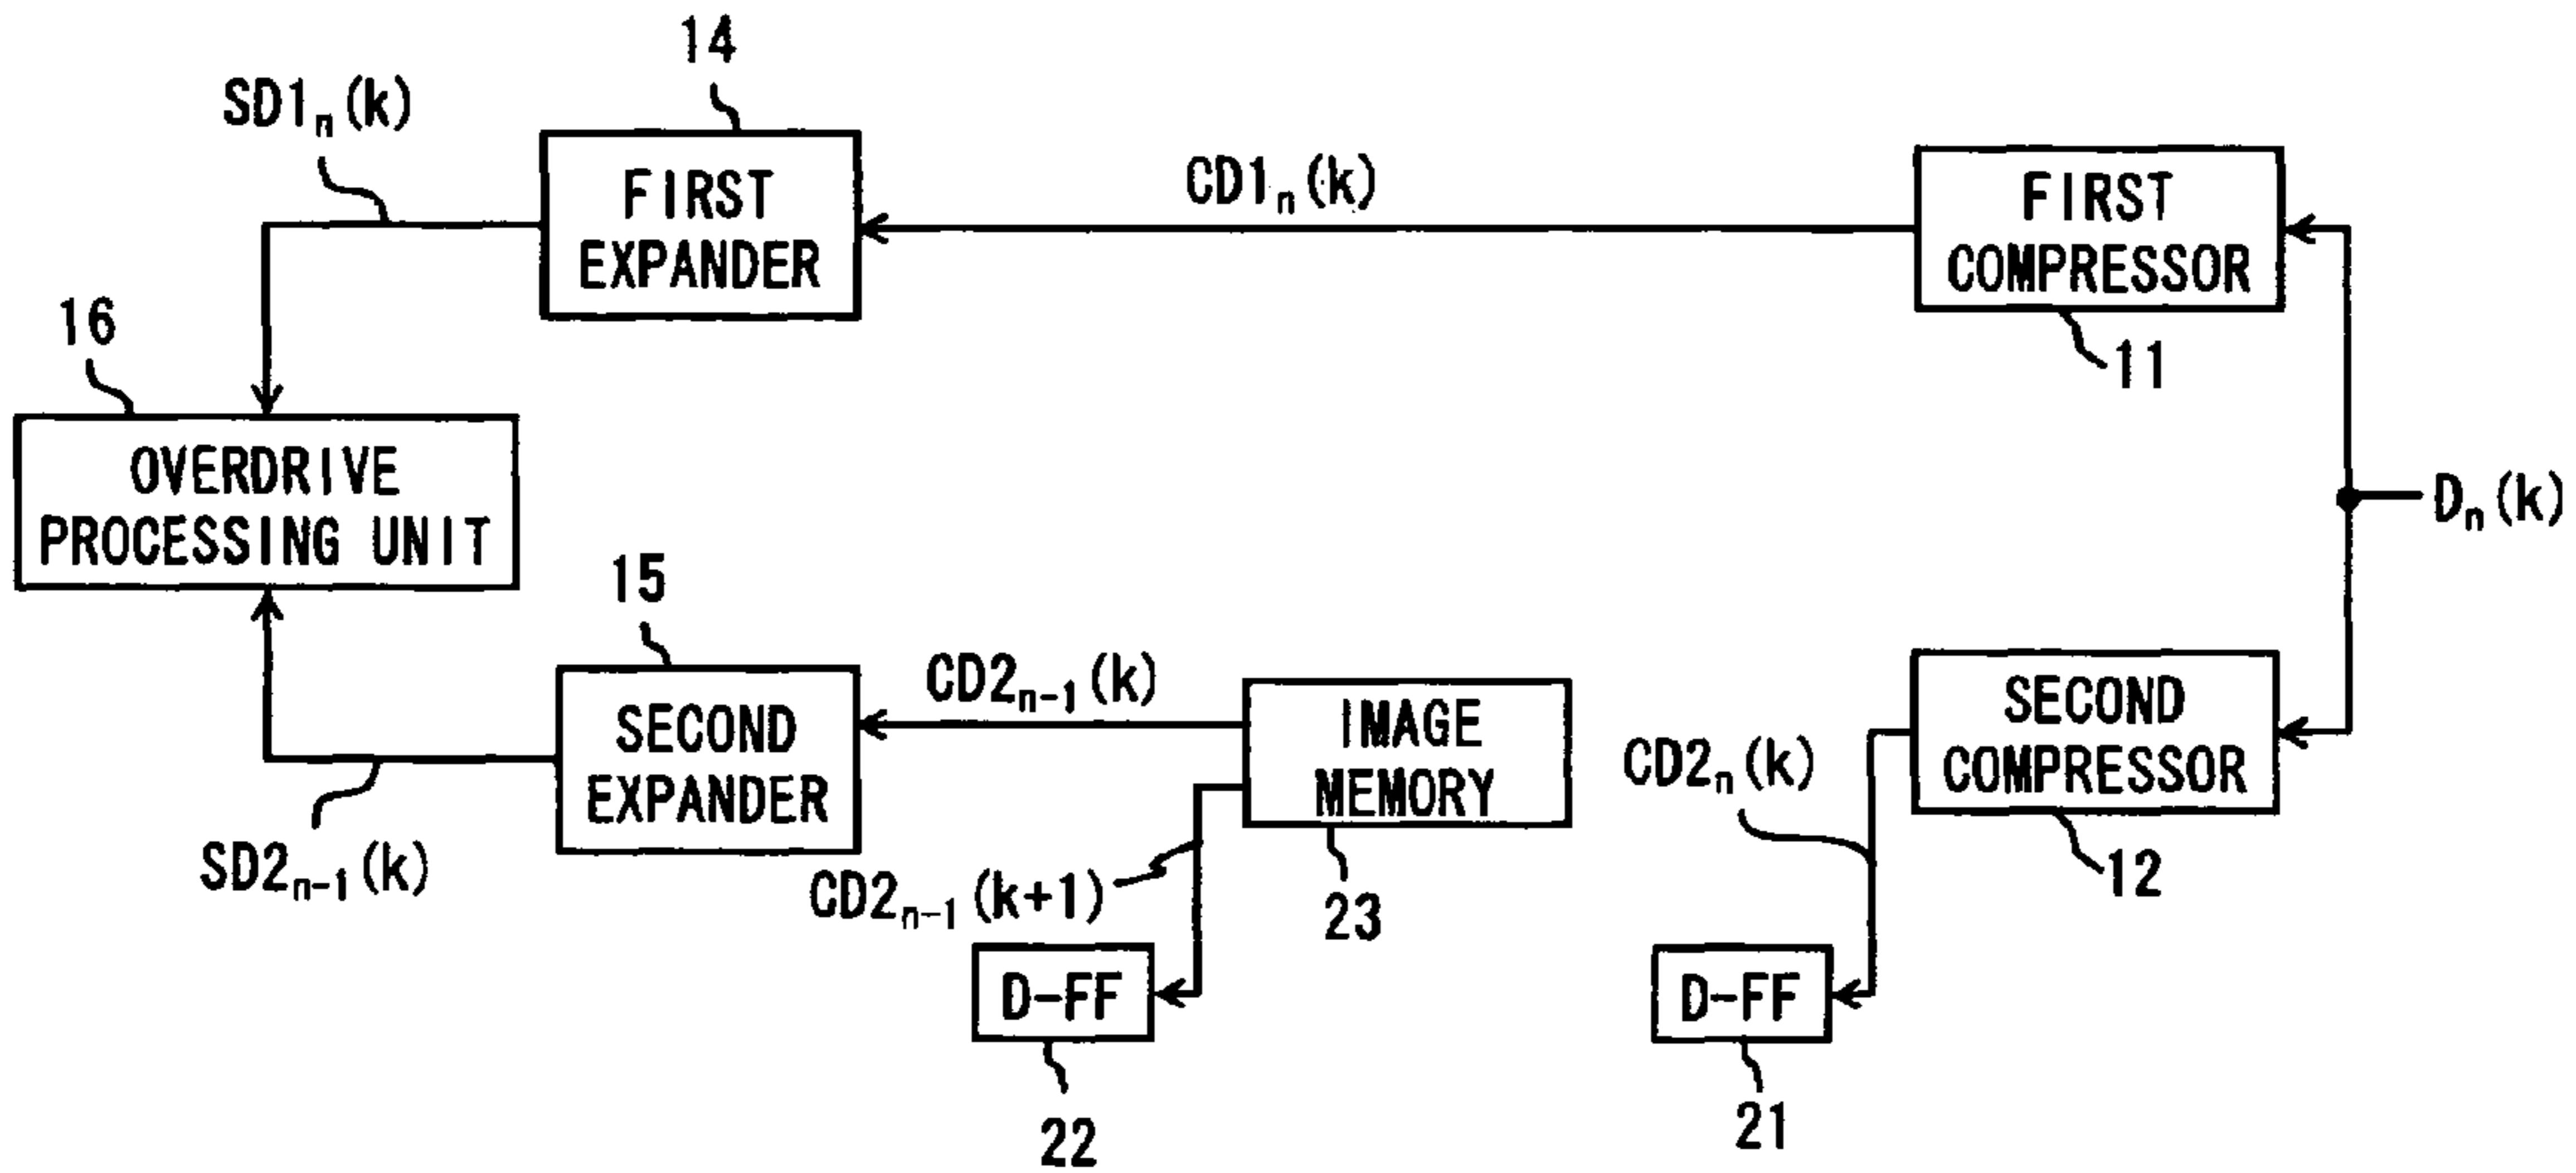 14
SD1n(k)
FIRST
EXPANDER
CD1n(k)
FIRST
COMPRESSOR
11
16
OVERDRIVE
PROCESSING UNIT
Dn(k)
15
SECOND
EXPANDER
CD2n-1(k)
IMAGE
MEMORY
CD2n(k)
SECOND
COMPRESSOR
SD2n-1(k)
CD2n-1(k+1)
23
12
D-FF
D-FF
22
21